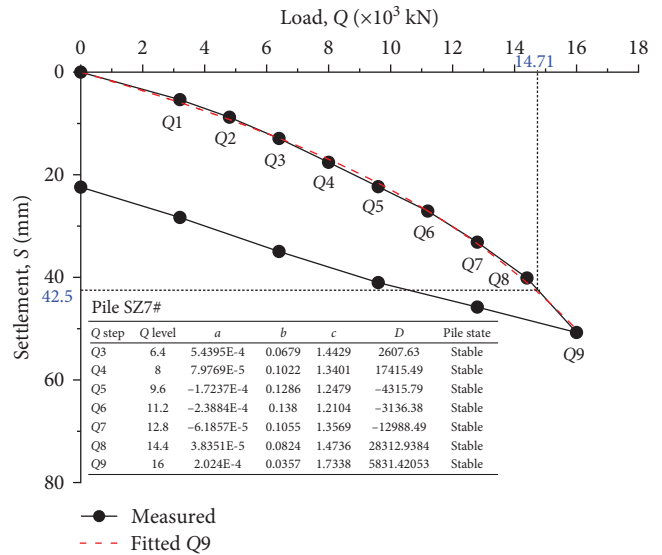 Load, Q (×10³ kN)
0 2 4 6 8 10 12 14 16 18
14.71
0
20
40
42.5
60
80
Settlement, S (mm)
Q1
Q2
Q3
Q4
Q5
Q6
Q7
Q8
Q9
Pile SZ7#
Q step Q level a b c D Pile state
Q3 6.4 5.4395E-4 0.0679 1.4429 2607.63 Stable
Q4 8 7.9769E-5 0.1022 1.3401 17415.49 Stable
Q5 9.6 –1.7237E-4 0.1286 1.2479 –4315.79 Stable
Q6 11.2 –2.3884E-4 0.138 1.2104 –3136.38 Stable
Q7 12.8 –6.1857E-5 0.1055 1.3569 –12988.49 Stable
Q8 14.4 3.8351E-5 0.0824 1.4736 28312.9384 Stable
Q9 16 2.024E-4 0.0357 1.7338 5831.42053 Stable
Measured
Fitted Q9